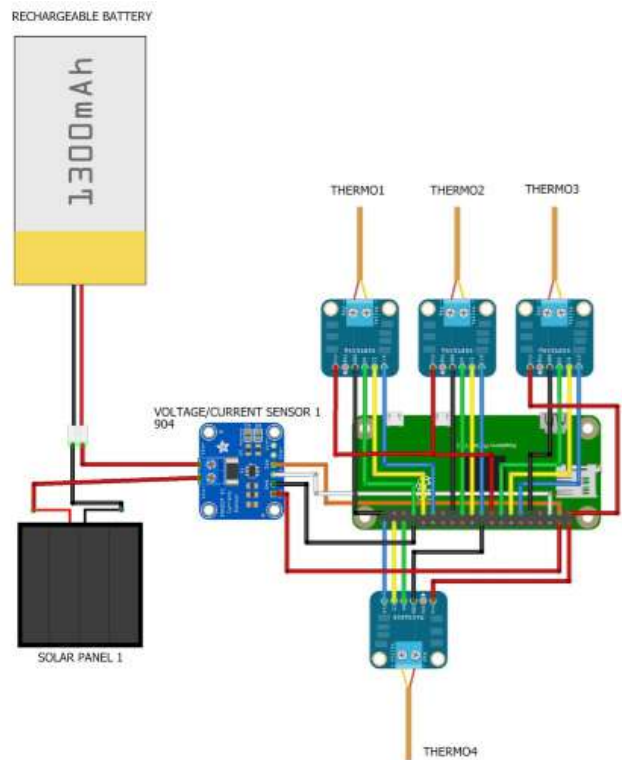 RECHARGEABLE BATTERY
1300mAh
THERMO1
THERMO2
THERMO3
VOLTAGE/CURRENT SENSOR 1
904
SOLAR PANEL 1
THERMO4